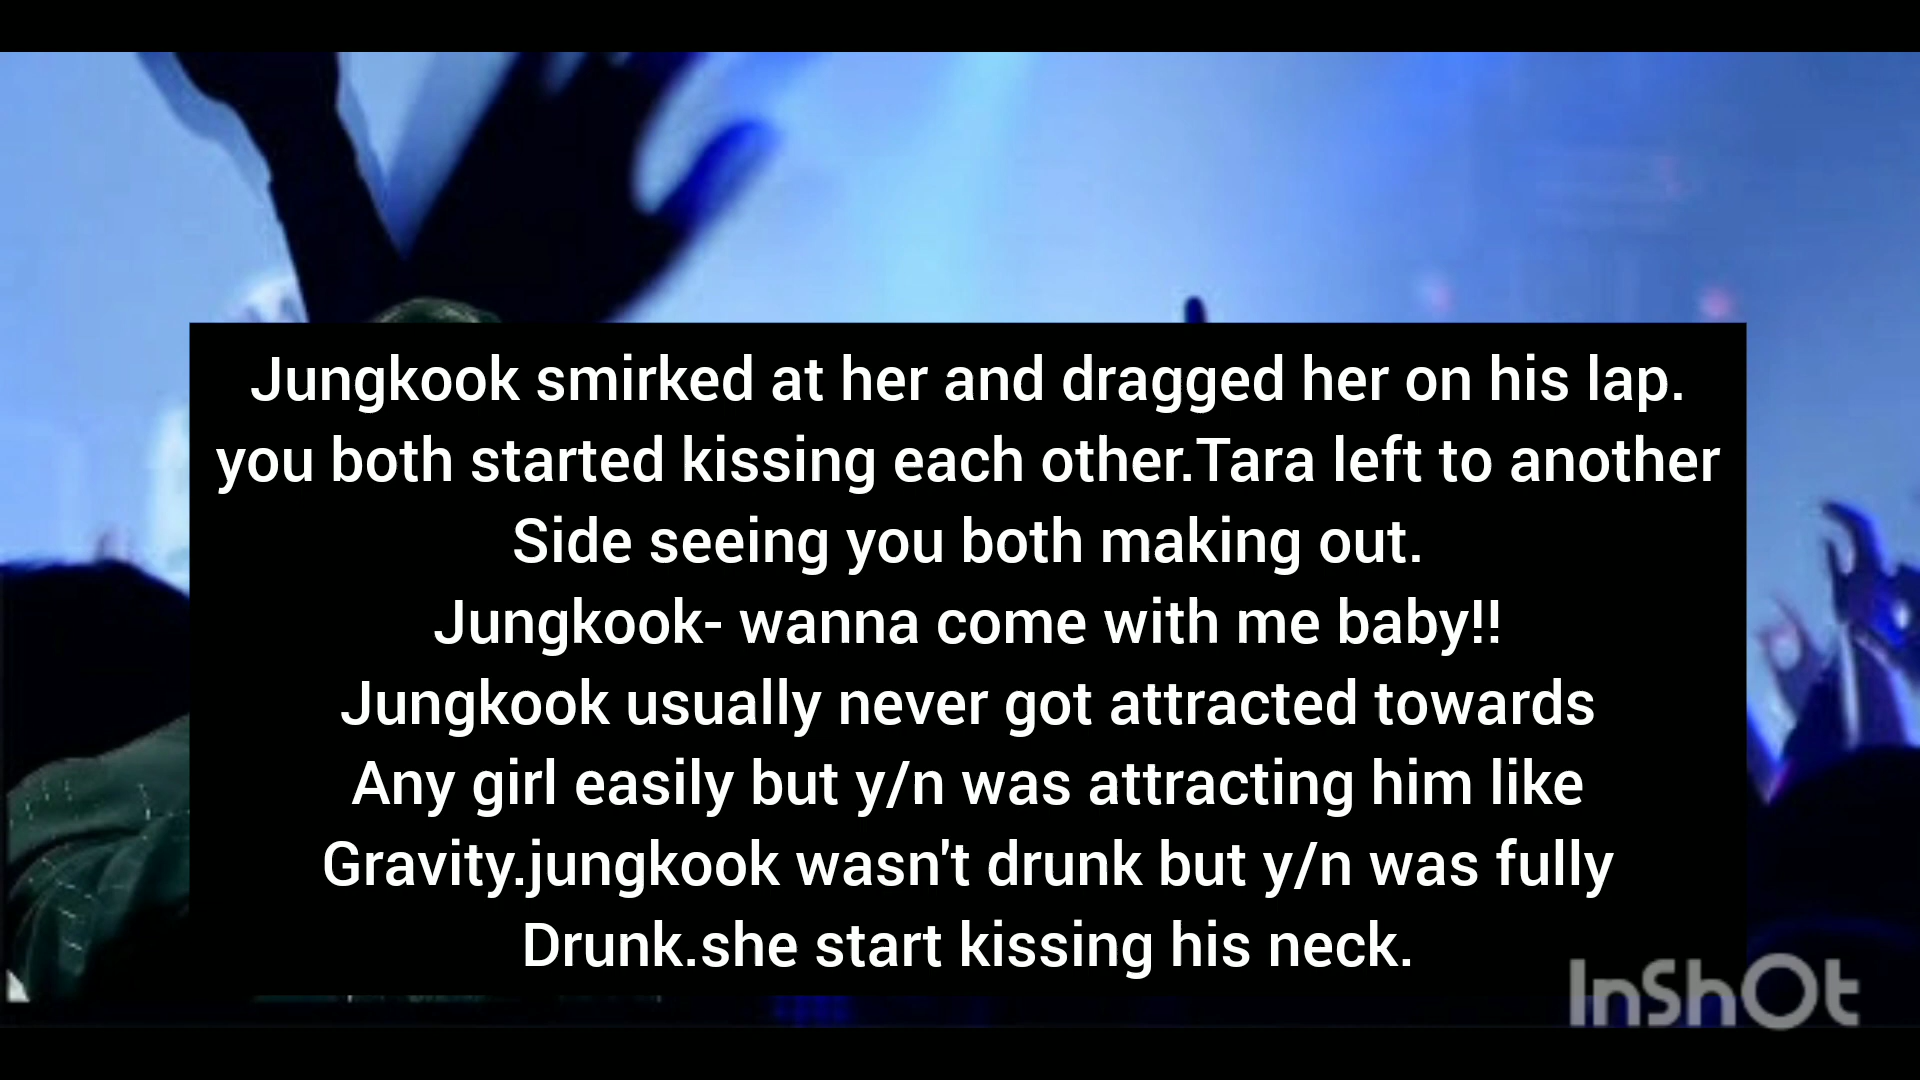 Jungkook smirked at her and dragged her on his lap.
you both started kissing each other.Tara left to another
Side seeing you both making out.
Jungkook- wanna come with me baby!!
Jungkook usually never got attracted towards
Any girl easily but y/n was attracting him like
Gravity.jungkook wasn't drunk but y/n was fully
Drunk.she start kissing his neck.
InShOt